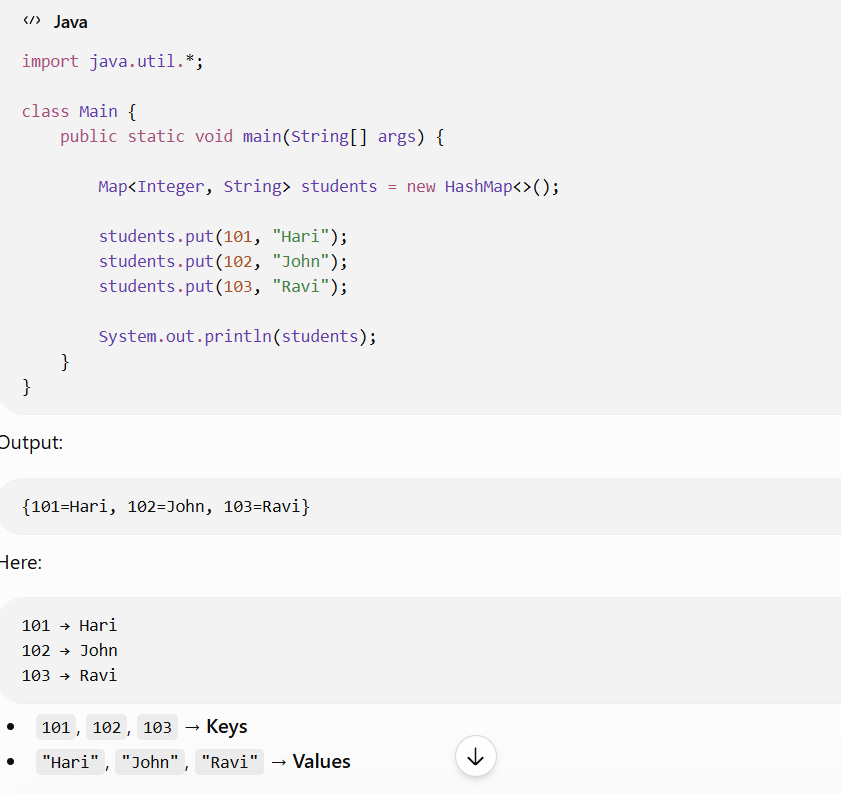 </> Java
import java.util.*;
class Main {
public static void main(String[] args) {
Map<Integer, String> students = new HashMap<>();
students.put(101, "Hari");
students.put(102, "John");
students.put(103, "Ravi");
System.out.println(students);
}
}
Output:
{101=Hari, 102=John, 103=Ravi}
Here:
101 → Hari
102 → John
103 → Ravi
• 101, 102, 103 → Keys
• "Hari", "John", "Ravi" → Values